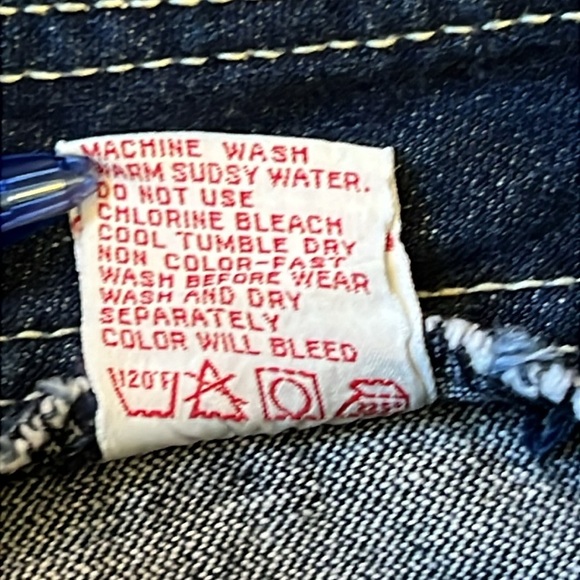 MACHINE WASH
WARM SUDSY WATER.
DO NOT USE
CHLORINE BLEACH
COOL TUMBLE DRY
NON COLOR-FAST
WASH BEFORE WEAR
WASH AND DRY
SEPARATELY
COLOR WILL BLEED
120°F 325°